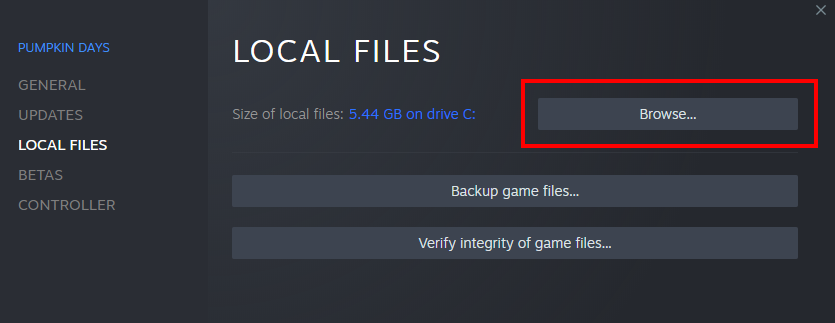 PUMPKIN DAYS
GENERAL
UPDATES
LOCAL FILES
BETAS
CONTROLLER
LOCAL FILES
Size of local files: 5.44 GB on drive C:
Browse...
Backup game files...
Verify integrity of game files...